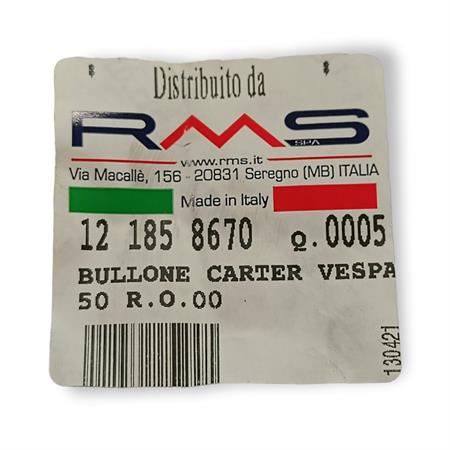 Distribuito da
RMS
SPA
www.rms.it
Via Macallè, 156 - 20831 Seregno (MB) ITALIA
Made in Italy
12 185 8670 Q.0005
BULLONE CARTER VESPA
50 R.O.00
130421